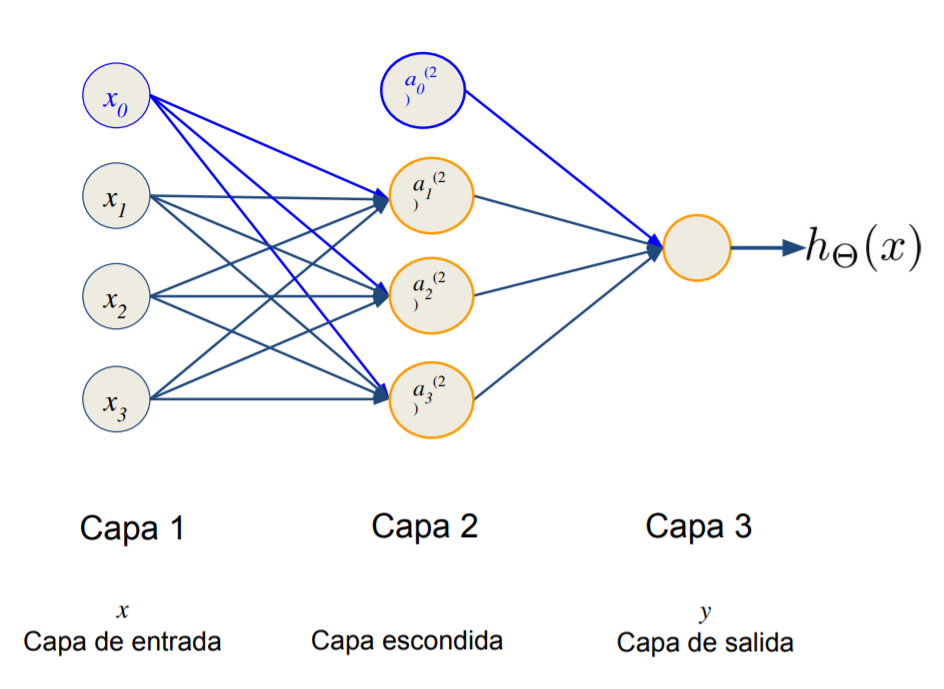 x₀
x₁
x₂
x₃
a₀⁽²
⁾
a₁⁽²
⁾
a₂⁽²
⁾
a₃⁽²
⁾
h_Θ(x)
Capa 1
Capa 2
Capa 3
x
Capa de entrada
Capa escondida
y
Capa de salida